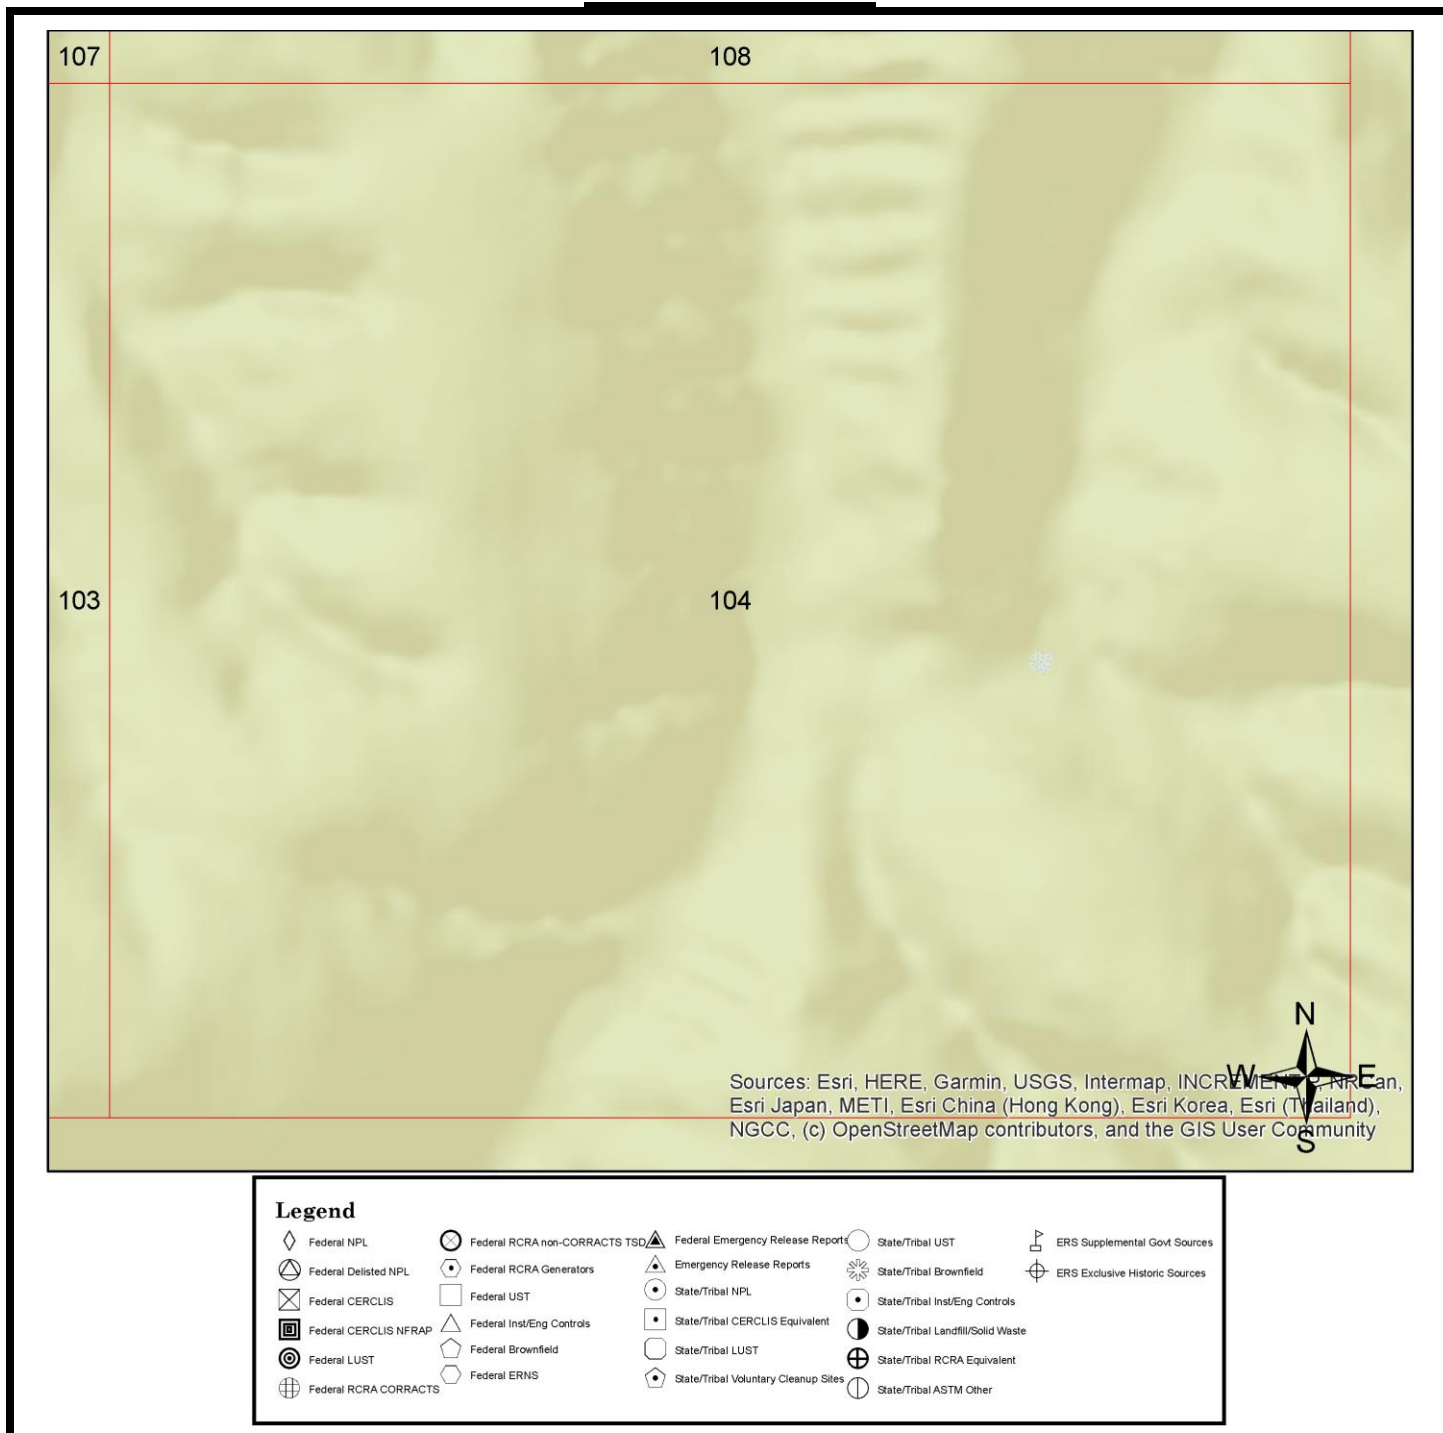 107
108
103
104
N
W
E
S
Sources: Esri, HERE, Garmin, USGS, Intermap, INCREMENT P, NRCan,
Esri Japan, METI, Esri China (Hong Kong), Esri Korea, Esri (Thailand),
NGCC, (c) OpenStreetMap contributors, and the GIS User Community
Legend
Federal NPL
Federal Delisted NPL
Federal CERCLIS
Federal CERCLIS NFRAP
Federal LUST
Federal RCRA CORRACTS
Federal RCRA non-CORRACTS TSD
Federal RCRA Generators
Federal UST
Federal Inst/Eng Controls
Federal Brownfield
Federal ERNS
Federal Emergency Release Reports
Emergency Release Reports
State/Tribal NPL
State/Tribal CERCLIS Equivalent
State/Tribal LUST
State/Tribal Voluntary Cleanup Sites
State/Tribal UST
State/Tribal Brownfield
State/Tribal Inst/Eng Controls
State/Tribal Landfill/Solid Waste
State/Tribal RCRA Equivalent
State/Tribal ASTM Other
ERS Supplemental Govt Sources
ERS Exclusive Historic Sources